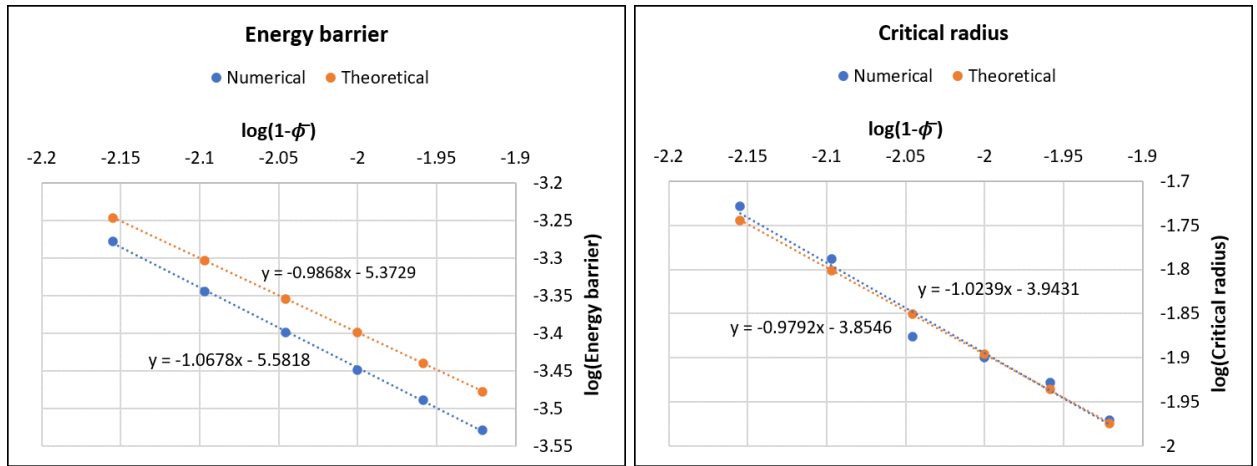 Energy barrier
Numerical Theoretical
log(1-ϕ̄)
-2.2 -2.15 -2.1 -2.05 -2 -1.95 -1.9
-3.2
-3.25
-3.3
-3.35
-3.4
-3.45
-3.5
-3.55
log(Energy barrier)
y = -0.9868x - 5.3729
y = -1.0678x - 5.5818
Critical radius
Numerical Theoretical
log(1-ϕ̄)
-2.2 -2.15 -2.1 -2.05 -2 -1.95 -1.9
-1.7
-1.75
-1.8
-1.85
-1.9
-1.95
-2
log(Critical radius)
y = -1.0239x - 3.9431
y = -0.9792x - 3.8546